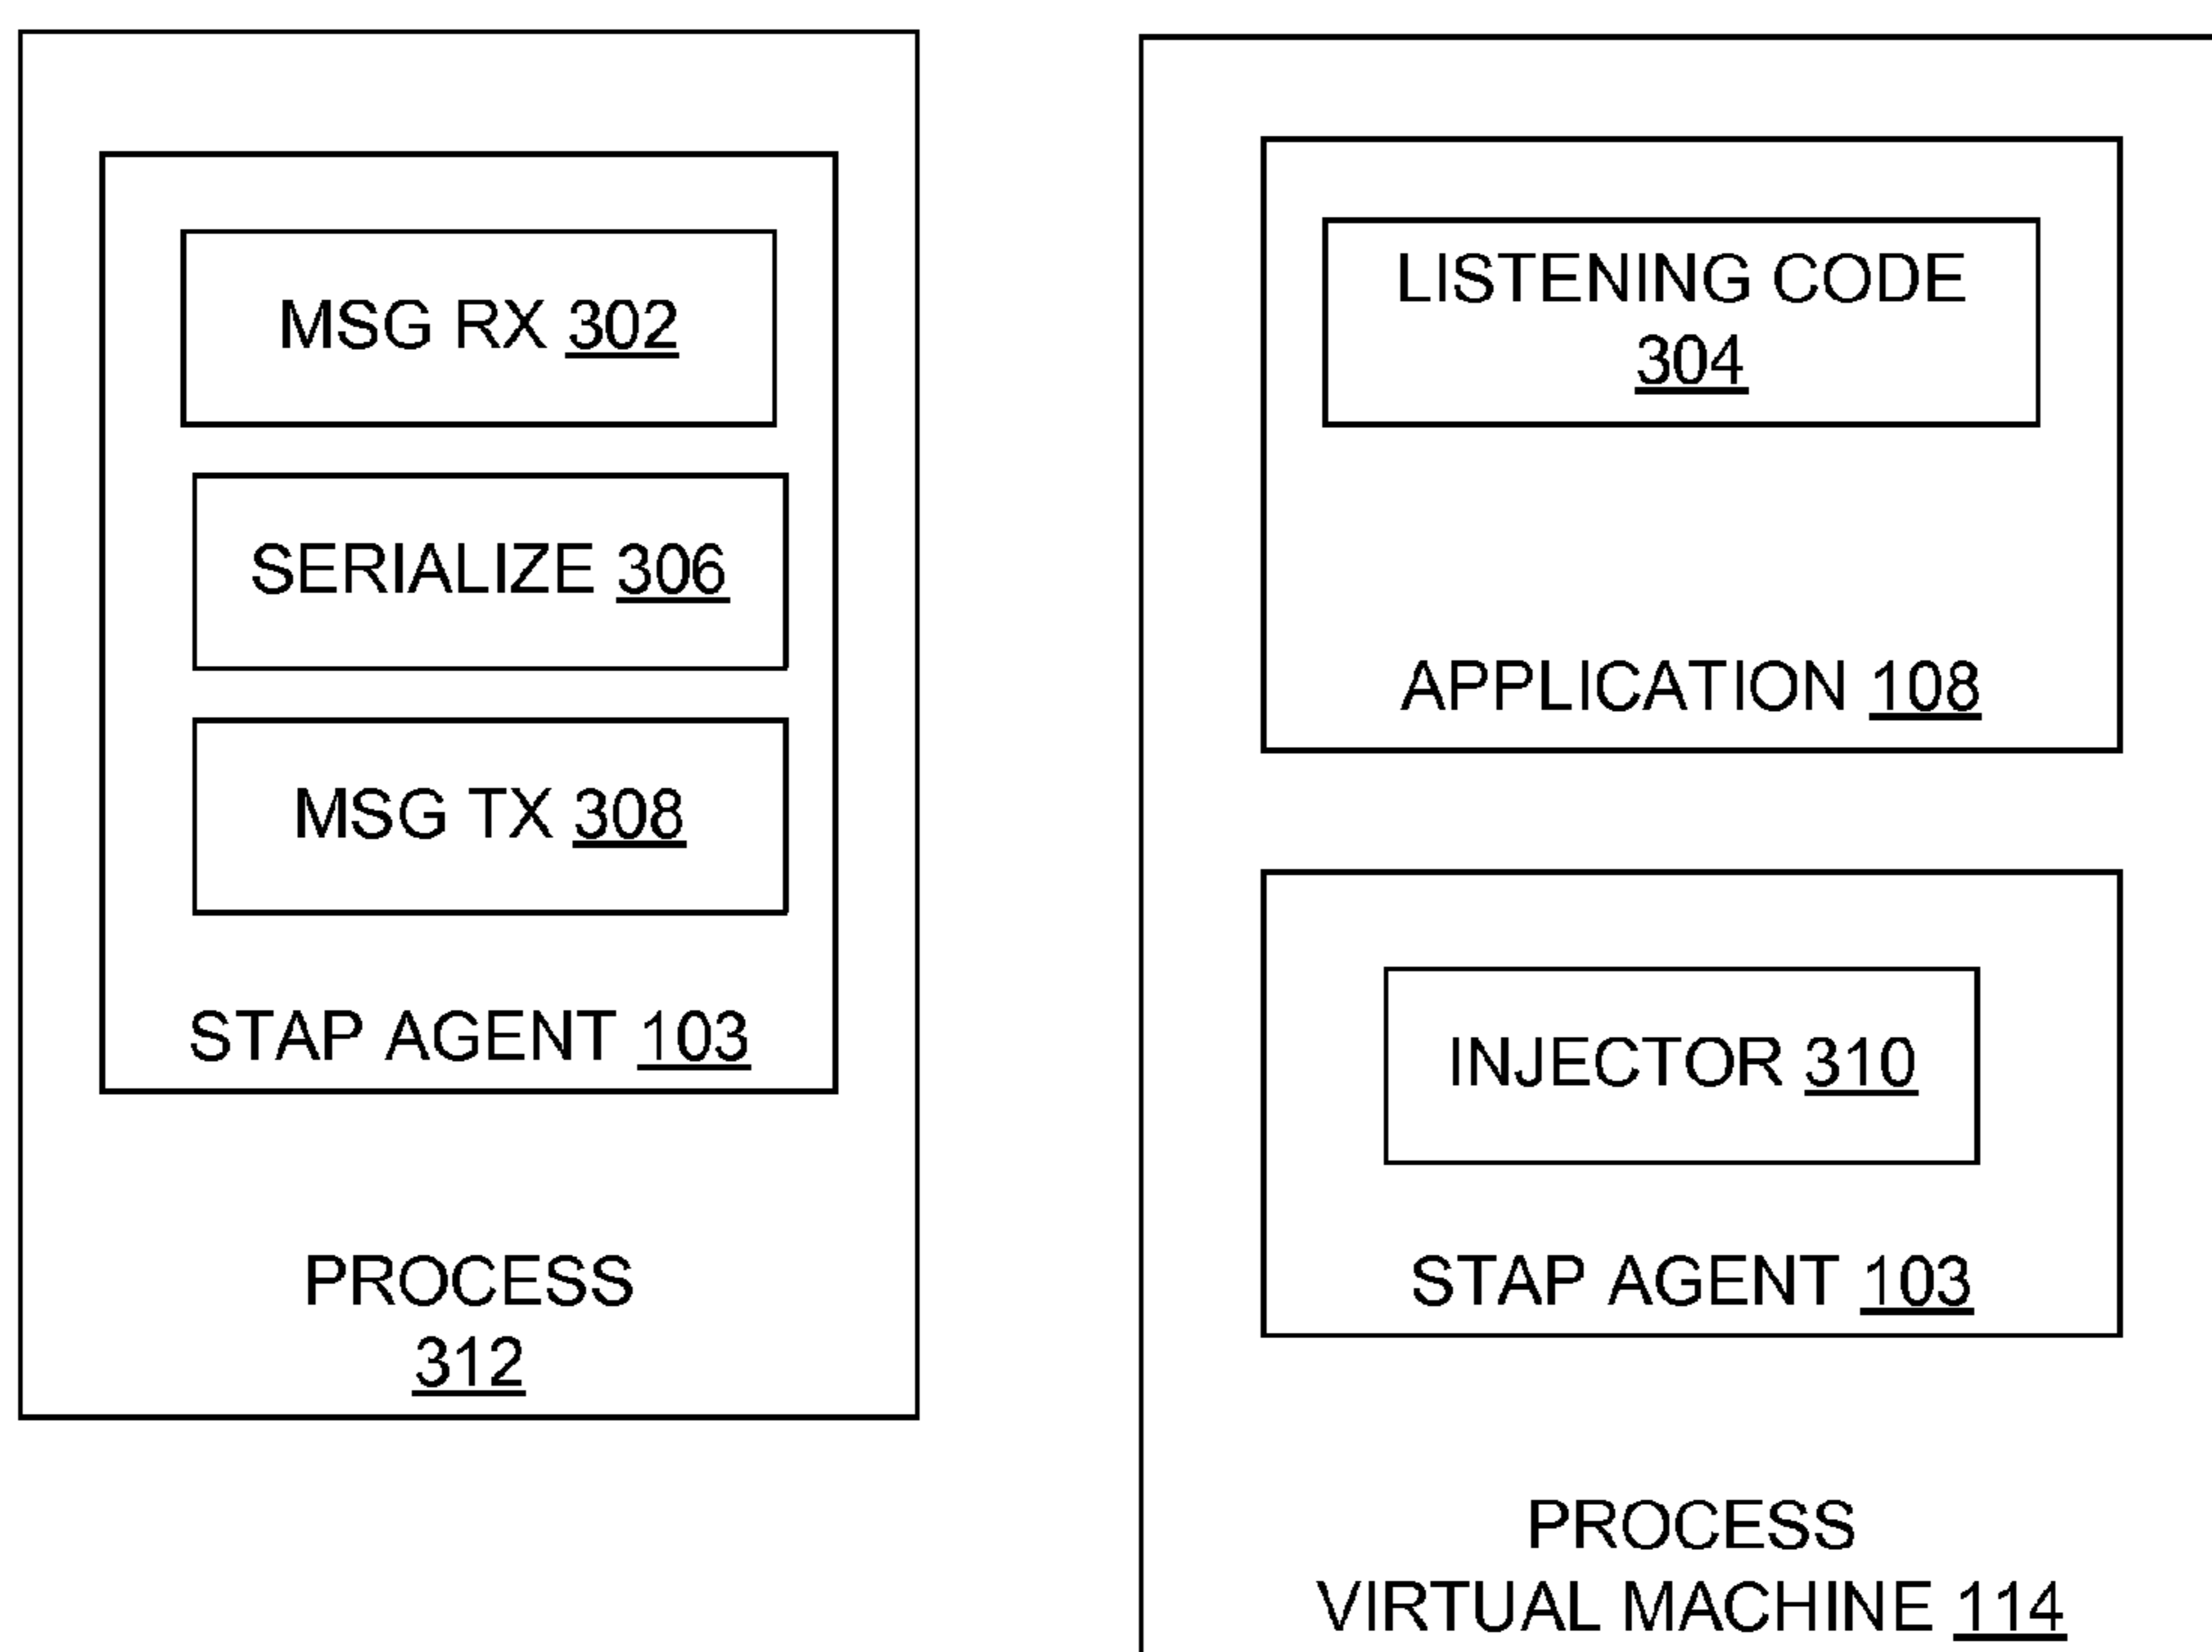 MSG RX 302
SERIALIZE 306
MSG TX 308
STAP AGENT 103
PROCESS
312
LISTENING CODE
304
APPLICATION 108
INJECTOR 310
STAP AGENT 103
PROCESS
VIRTUAL MACHINE 114